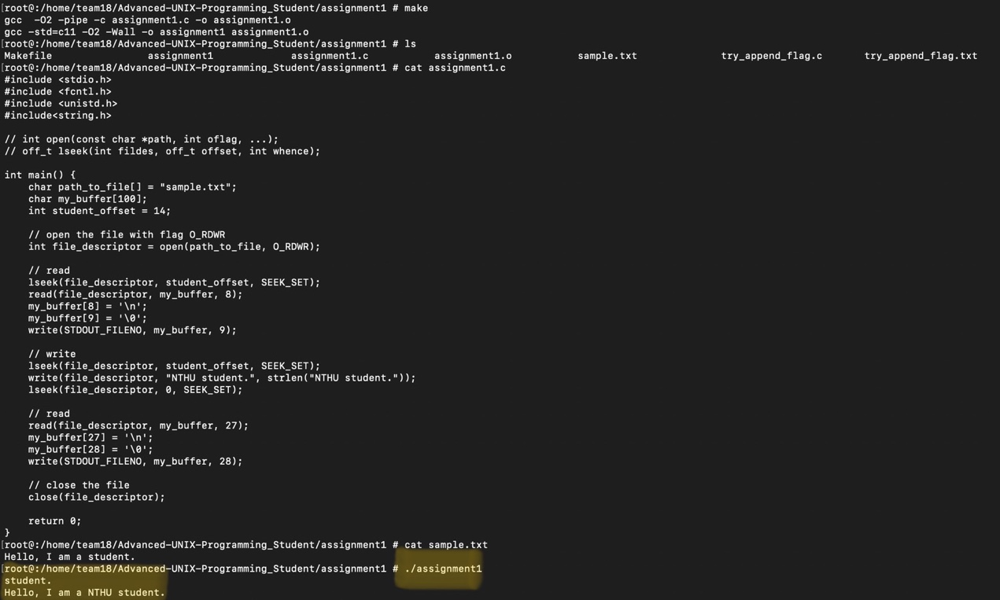 [root@:/home/team18/Advanced-UNIX-Programming_Student/assignment1 # make
gcc  -O2 -pipe -c assignment1.c -o assignment1.o
gcc -std=c11 -O2 -Wall -o assignment1 assignment1.o
[root@:/home/team18/Advanced-UNIX-Programming_Student/assignment1 # ls
Makefile                assignment1             assignment1.c           assignment1.o           sample.txt              try_append_flag.c       try_append_flag.txt
[root@:/home/team18/Advanced-UNIX-Programming_Student/assignment1 # cat assignment1.c
#include <stdio.h>
#include <fcntl.h>
#include <unistd.h>
#include<string.h>

// int open(const char *path, int oflag, ...);
// off_t lseek(int fildes, off_t offset, int whence);

int main() {
    char path_to_file[] = "sample.txt";
    char my_buffer[100];
    int student_offset = 14;

    // open the file with flag O_RDWR
    int file_descriptor = open(path_to_file, O_RDWR);

    // read
    lseek(file_descriptor, student_offset, SEEK_SET);
    read(file_descriptor, my_buffer, 8);
    my_buffer[8] = '\n';
    my_buffer[9] = '\0';
    write(STDOUT_FILENO, my_buffer, 9);

    // write
    lseek(file_descriptor, student_offset, SEEK_SET);
    write(file_descriptor, "NTHU student.", strlen("NTHU student."));
    lseek(file_descriptor, 0, SEEK_SET);

    // read
    read(file_descriptor, my_buffer, 27);
    my_buffer[27] = '\n';
    my_buffer[28] = '\0';
    write(STDOUT_FILENO, my_buffer, 28);

    // close the file
    close(file_descriptor);

    return 0;
}
[root@:/home/team18/Advanced-UNIX-Programming_Student/assignment1 # cat sample.txt
Hello, I am a student.
[root@:/home/team18/Advanced-UNIX-Programming_Student/assignment1 # ./assignment1
student.
Hello, I am a NTHU student.